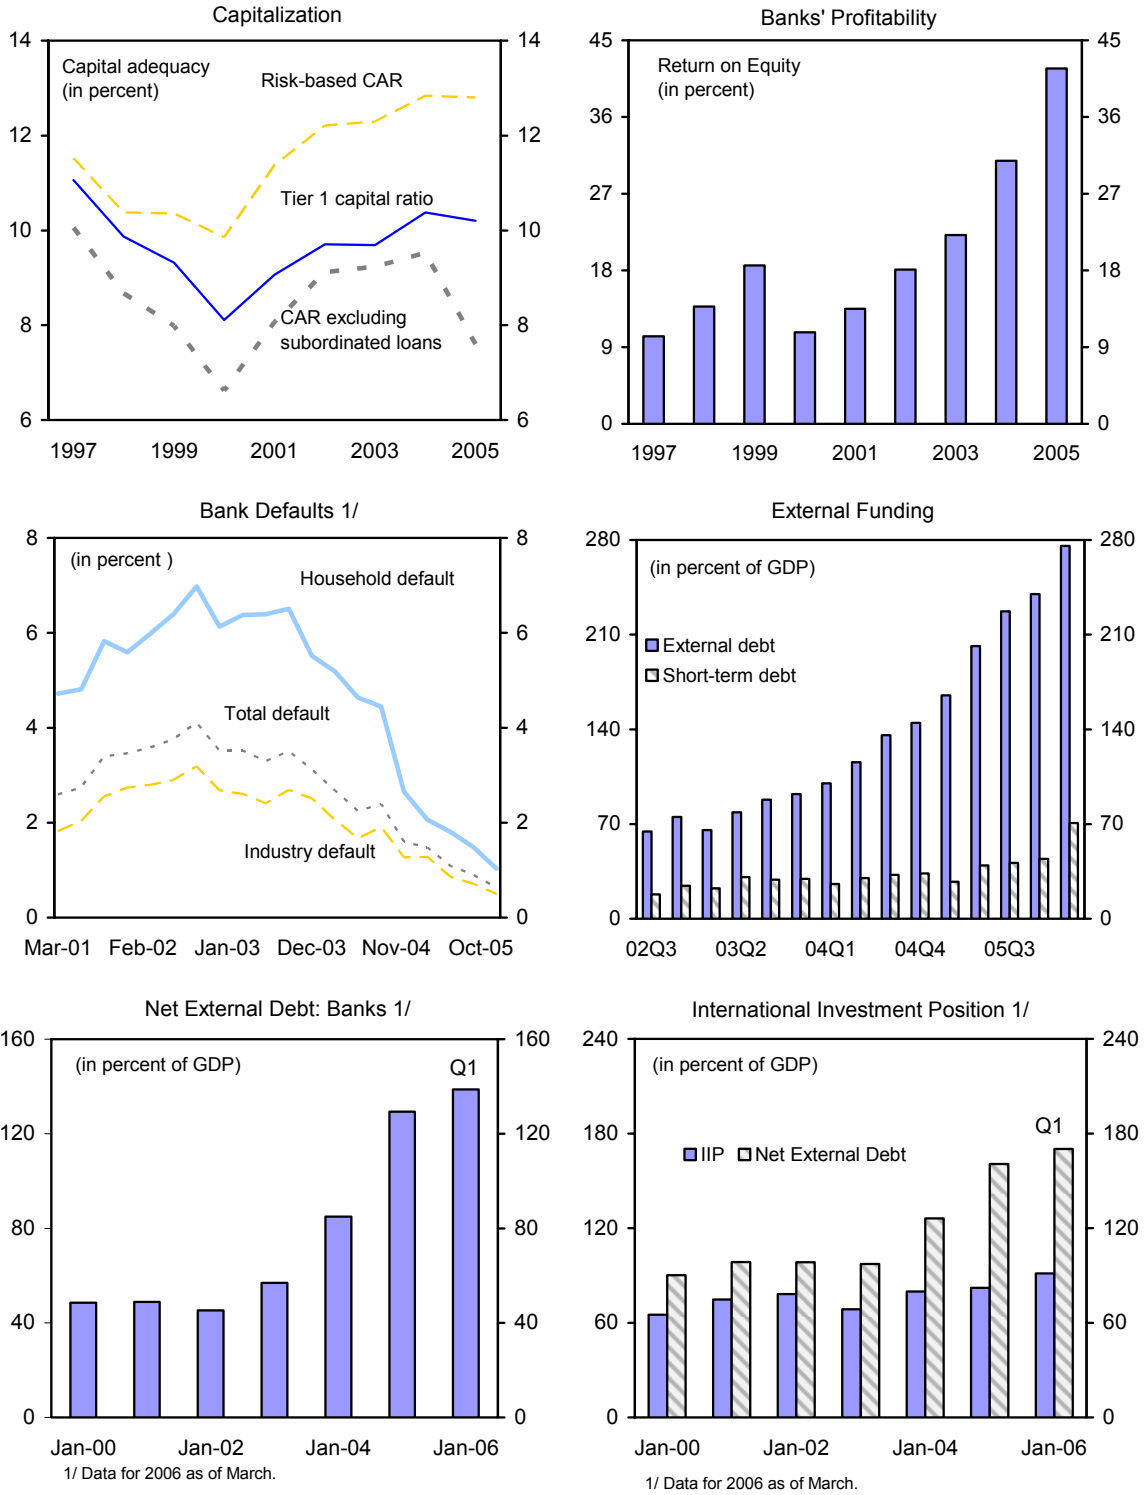 Capitalization
14
12
10
8
6
14
12
10
8
6
Capital adequacy
(in percent)
Risk-based CAR
Tier 1 capital ratio
CAR excluding
subordinated loans
1997 1999 2001 2003 2005
Banks' Profitability
45
36
27
18
9
0
45
36
27
18
9
0
Return on Equity
(in percent)
1997 1999 2001 2003 2005
Bank Defaults 1/
8
6
4
2
0
8
6
4
2
0
(in percent )
Household default
Total default
Industry default
Mar-01 Feb-02 Jan-03 Dec-03 Nov-04 Oct-05
External Funding
280
210
140
70
0
280
210
140
70
0
(in percent of GDP)
External debt
Short-term debt
02Q3 03Q2 04Q1 04Q4 05Q3
Net External Debt: Banks 1/
160
120
80
40
0
160
120
80
40
0
(in percent of GDP)
Q1
Jan-00 Jan-02 Jan-04 Jan-06
1/ Data for 2006 as of March.
International Investment Position 1/
240
180
120
60
0
240
180
120
60
0
(in percent of GDP)
Q1
IIP Net External Debt
Jan-00 Jan-02 Jan-04 Jan-06
1/ Data for 2006 as of March.